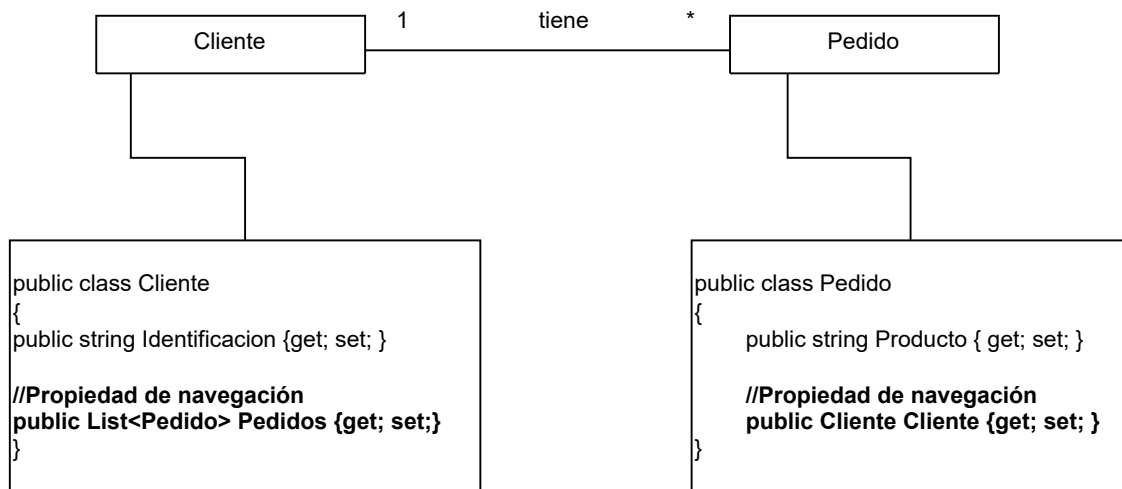 1 tiene *
Cliente
Pedido
public class Cliente
{
public string Identificacion {get; set; }
//Propiedad de navegación
public List<Pedido> Pedidos {get; set;}
}
public class Pedido
{
public string Producto { get; set; }
//Propiedad de navegación
public Cliente Cliente {get; set; }
}